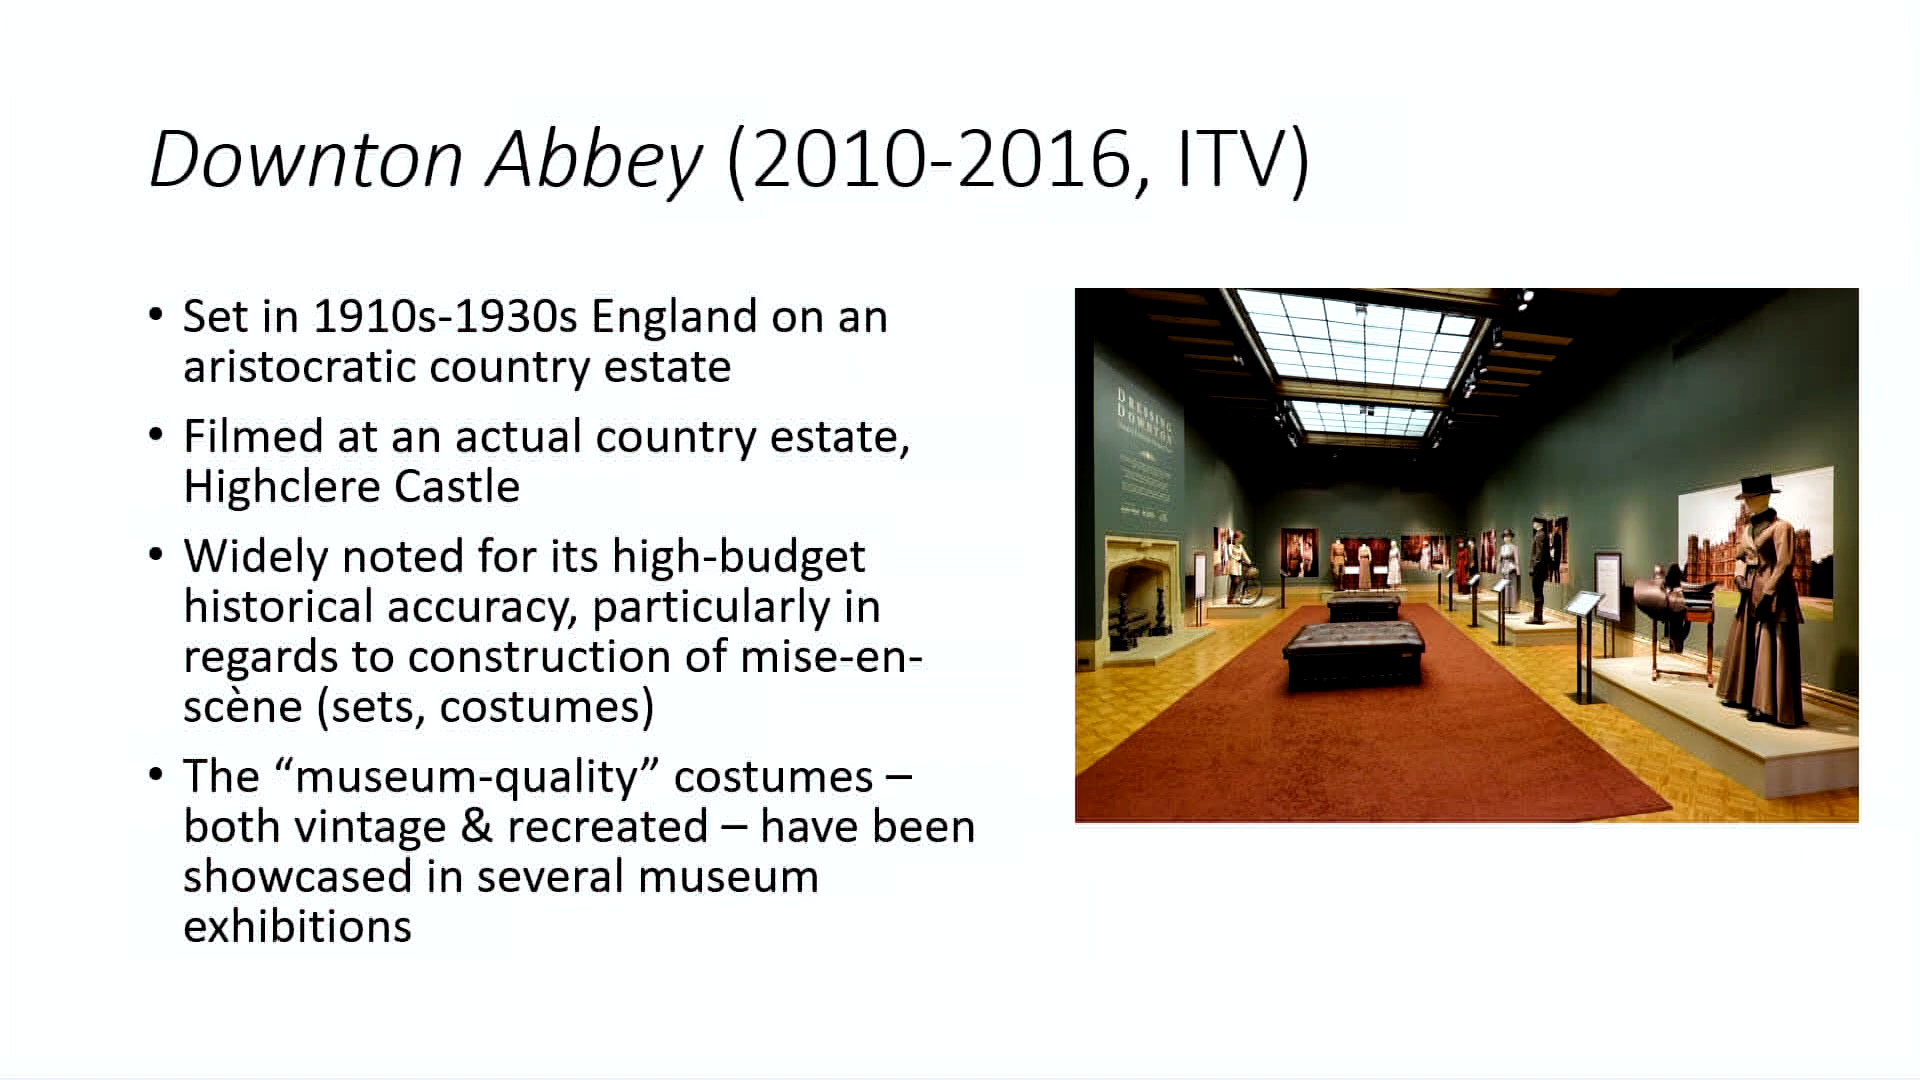 Downton Abbey (2010-2016, ITV)
• Set in 1910s-1930s England on an
aristocratic country estate
• Filmed at an actual country estate,
Highclere Castle
• Widely noted for its high-budget
historical accuracy, particularly in
regards to construction of mise-en-
scène (sets, costumes)
• The “museum-quality” costumes –
both vintage & recreated – have been
showcased in several museum
exhibitions
DRESSING
DOWNTON